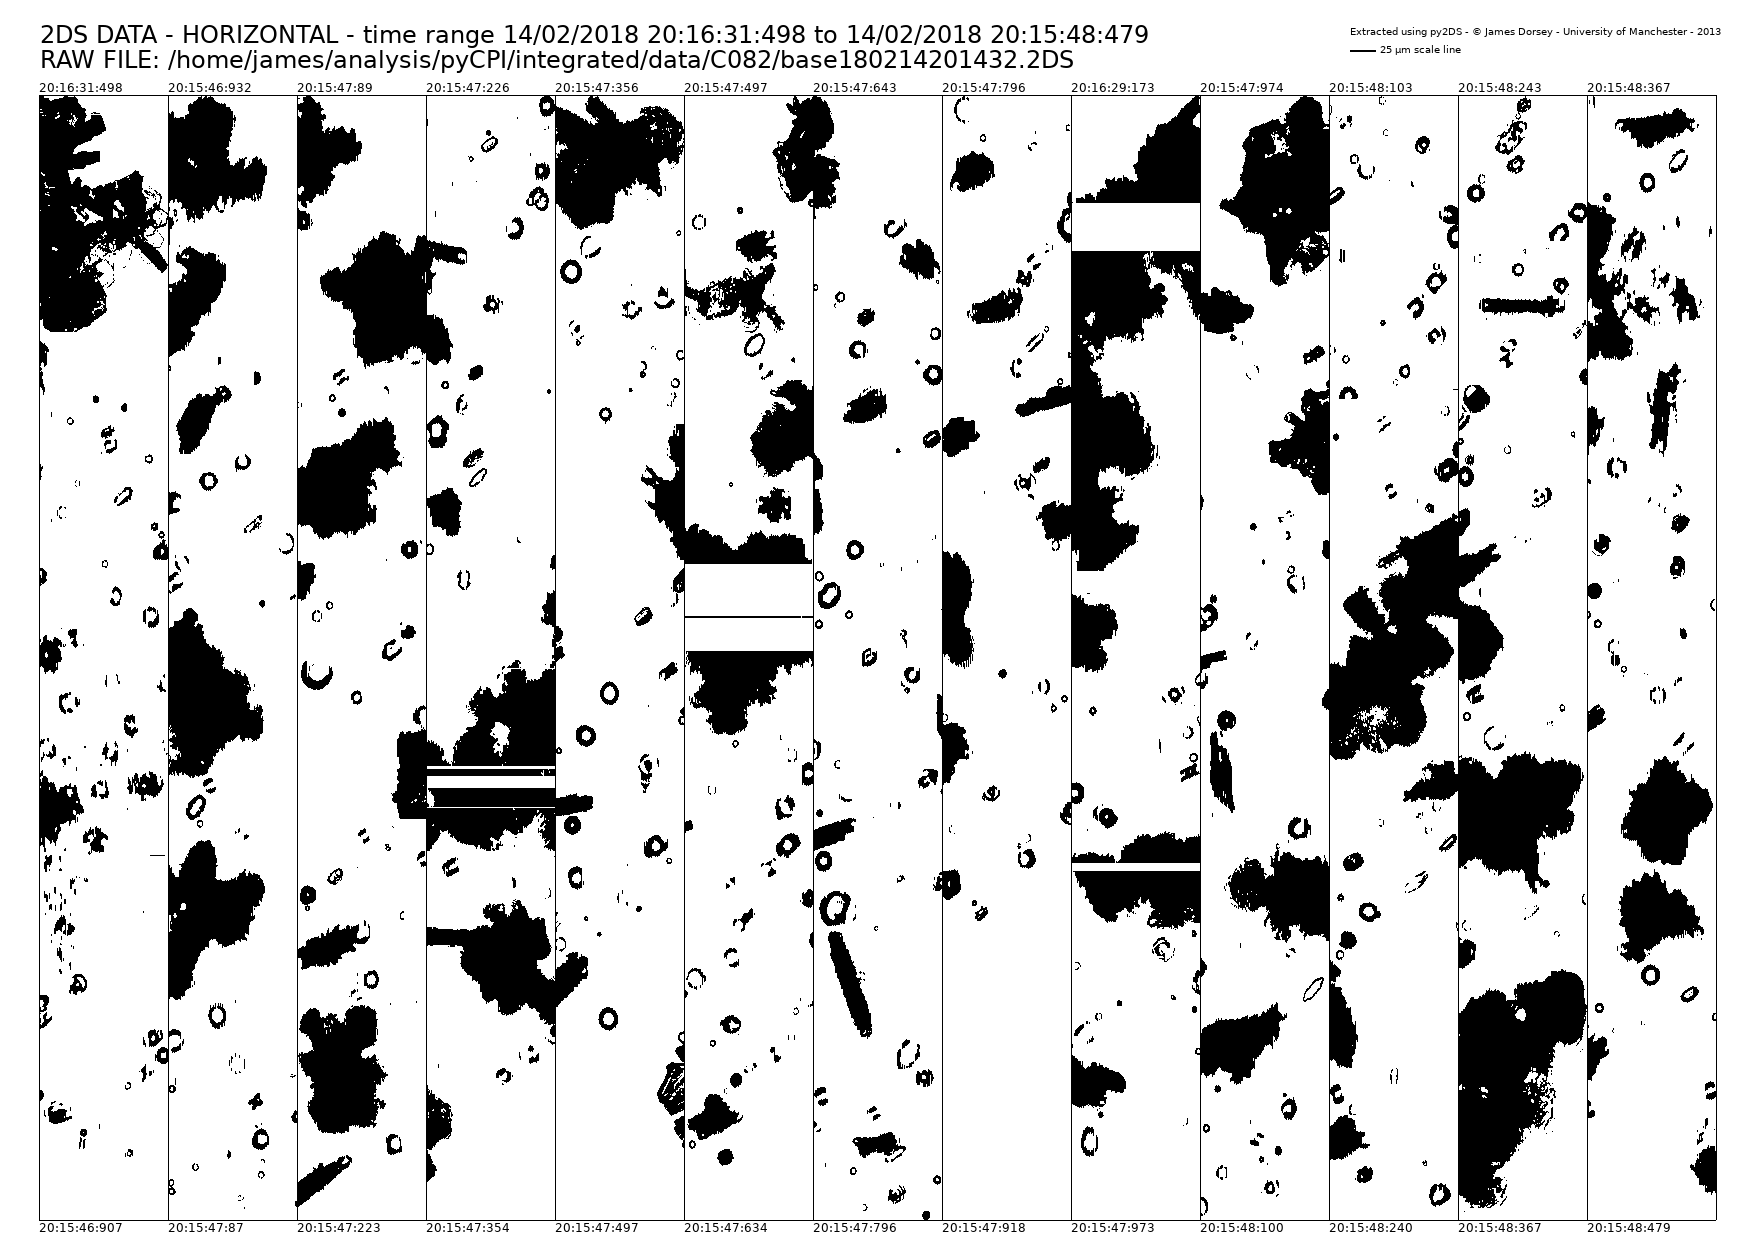 2DS DATA - HORIZONTAL - time range 14/02/2018 20:16:31:498 to 14/02/2018 20:15:48:479
RAW FILE: /home/james/analysis/pyCPI/integrated/data/C082/base180214201432.2DS
Extracted using py2DS - © James Dorsey - University of Manchester - 2013
25 µm scale line
20:16:31:498 20:15:46:932 20:15:47:89 20:15:47:226 20:15:47:356 20:15:47:497 20:15:47:643 20:15:47:796 20:16:29:173 20:15:47:974 20:15:48:103 20:15:48:243 20:15:48:367
20:15:46:907 20:15:47:87 20:15:47:223 20:15:47:354 20:15:47:497 20:15:47:634 20:15:47:796 20:15:47:918 20:15:47:973 20:15:48:100 20:15:48:240 20:15:48:367 20:15:48:479